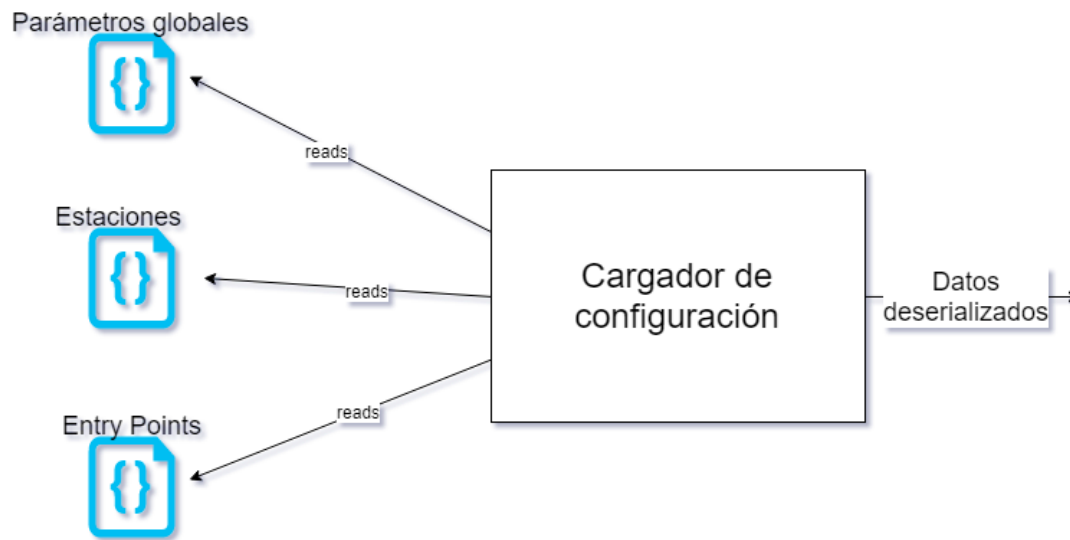 Parámetros globales
{}
reads
Estaciones
{}
reads
Cargador de
configuración
Datos
deserializados
Entry Points
{}
reads